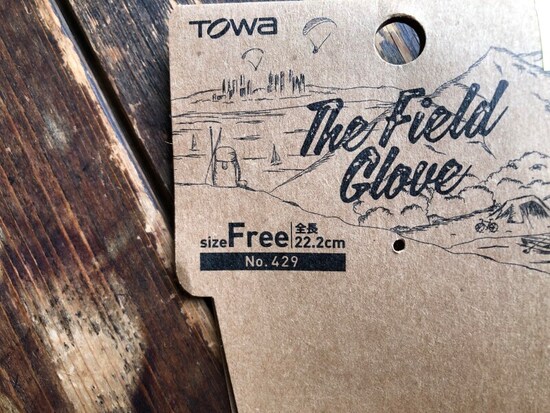 TOWA
The Field
Glove
size Free 全長
22.2cm
No. 429